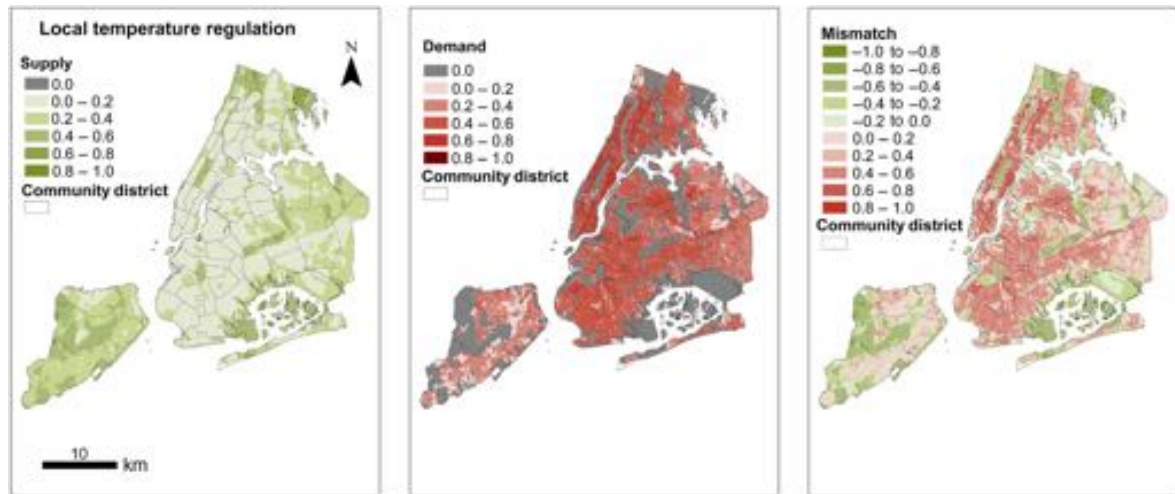 Local temperature regulation
Supply
0.0
0.0 – 0.2
0.2 – 0.4
0.4 – 0.6
0.6 – 0.8
0.8 – 1.0
Community district
N
10
km
Demand
0.0
0.0 – 0.2
0.2 – 0.4
0.4 – 0.6
0.6 – 0.8
0.8 – 1.0
Community district
Mismatch
–1.0 to –0.8
–0.8 to –0.6
–0.6 to –0.4
–0.4 to –0.2
–0.2 to 0.0
0.0 – 0.2
0.2 – 0.4
0.4 – 0.6
0.6 – 0.8
0.8 – 1.0
Community district